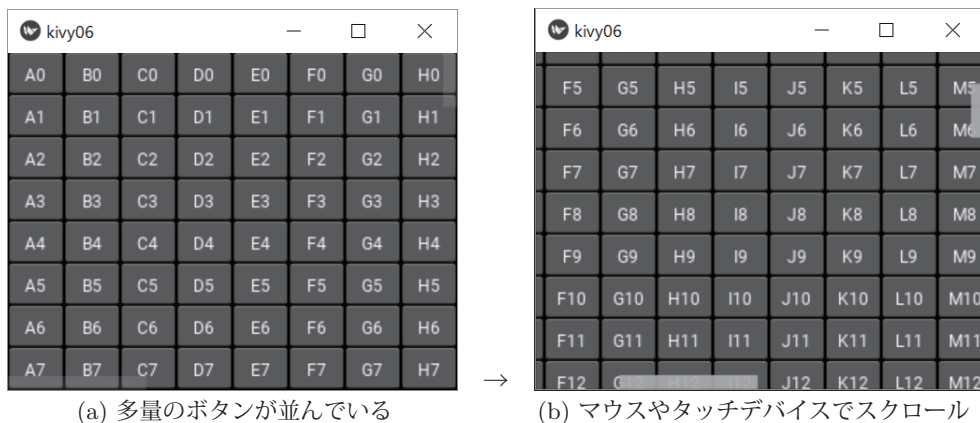 kivy06
A0 B0 C0 D0 E0 F0 G0 H0
A1 B1 C1 D1 E1 F1 G1 H1
A2 B2 C2 D2 E2 F2 G2 H2
A3 B3 C3 D3 E3 F3 G3 H3
A4 B4 C4 D4 E4 F4 G4 H4
A5 B5 C5 D5 E5 F5 G5 H5
A6 B6 C6 D6 E6 F6 G6 H6
A7 B7 C7 D7 E7 F7 G7 H7
(a) 多量のボタンが並んでいる
→
kivy06
F5 G5 H5 I5 J5 K5 L5 M5
F6 G6 H6 I6 J6 K6 L6 M6
F7 G7 H7 I7 J7 K7 L7 M7
F8 G8 H8 I8 J8 K8 L8 M8
F9 G9 H9 I9 J9 K9 L9 M9
F10 G10 H10 I10 J10 K10 L10 M10
F11 G11 H11 I11 J11 K11 L11 M11
F12 G12 H12 I12 J12 K12 L12 M12
(b) マウスやタッチデバイスでスクロール